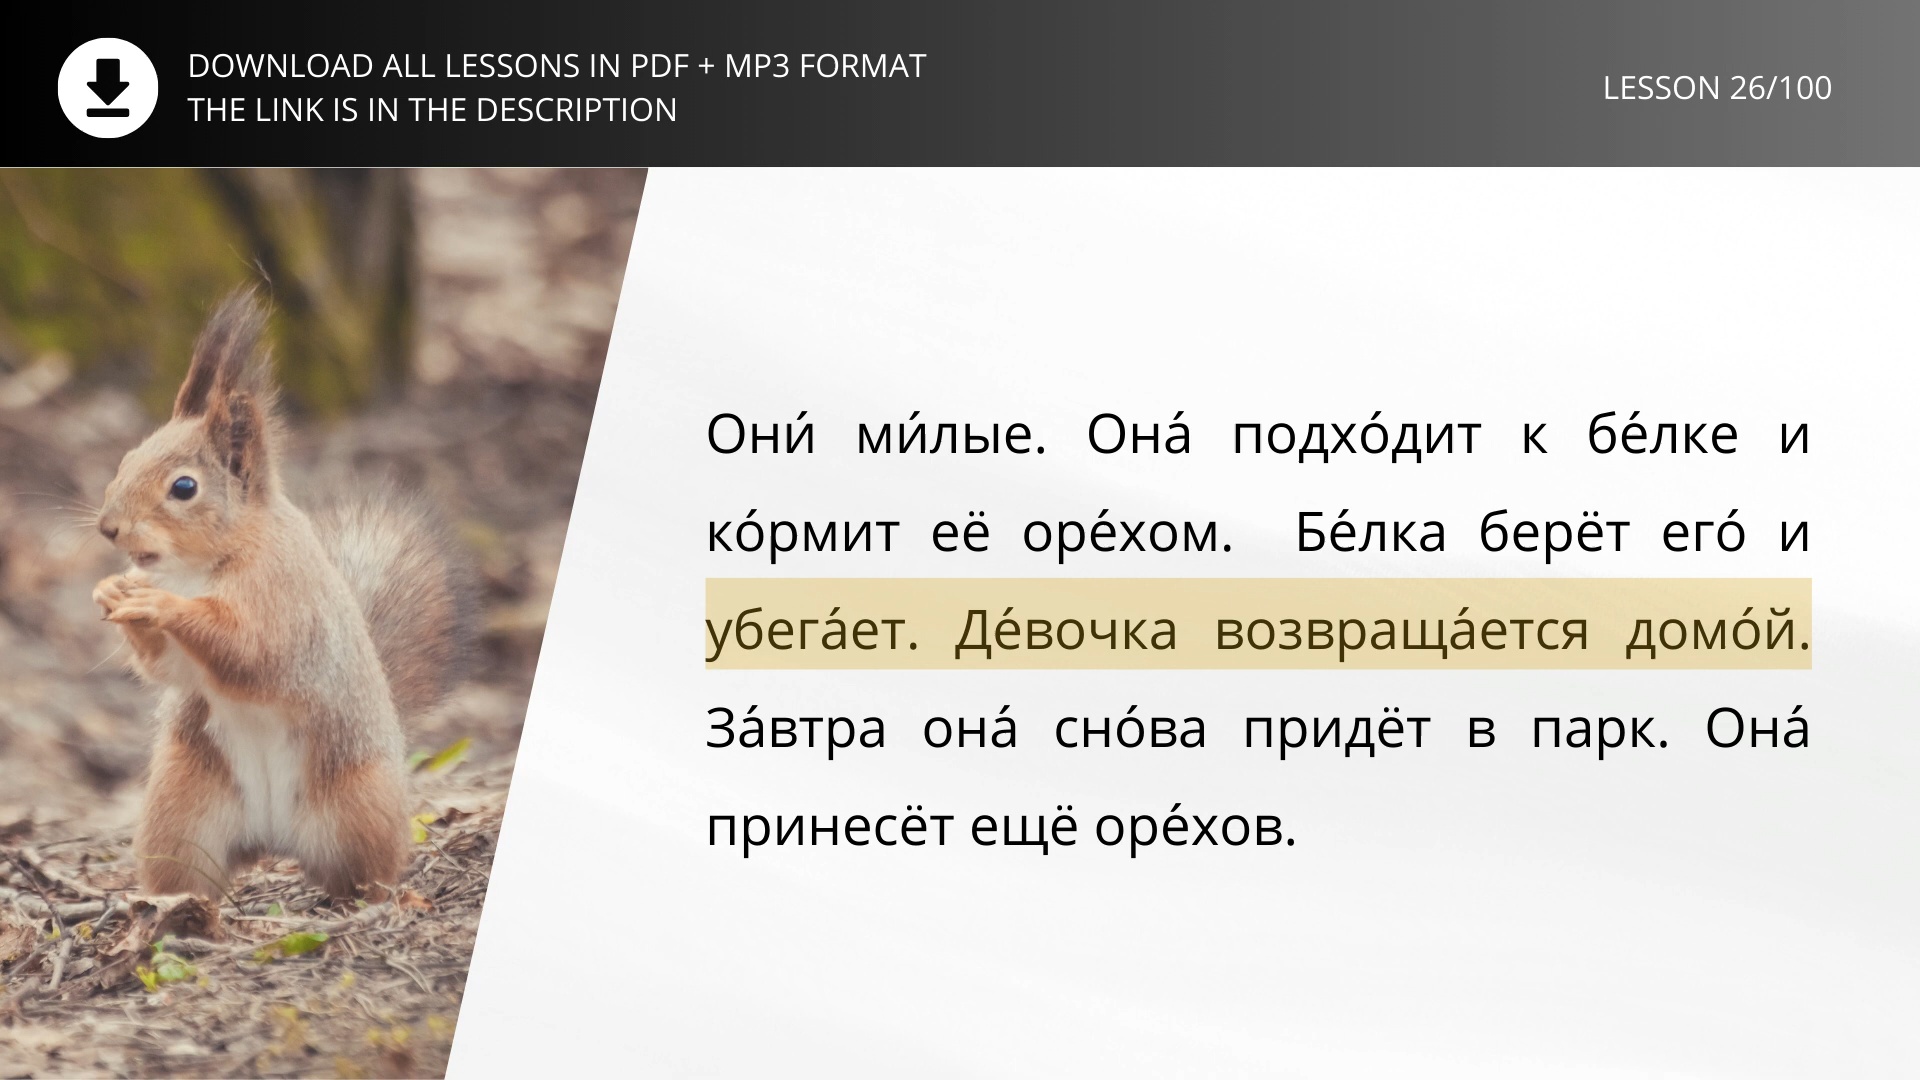 DOWNLOAD ALL LESSONS IN PDF + MP3 FORMAT
THE LINK IS IN THE DESCRIPTION
LESSON 26/100
Они́ ми́лые. Она́ подхо́дит к бе́лке и
ко́рмит её оре́хом. Бе́лка берёт его́ и
убега́ет. Де́вочка возвраща́ется домо́й.
За́втра она́ сно́ва придёт в парк. Она́
принесёт ещё оре́хов.